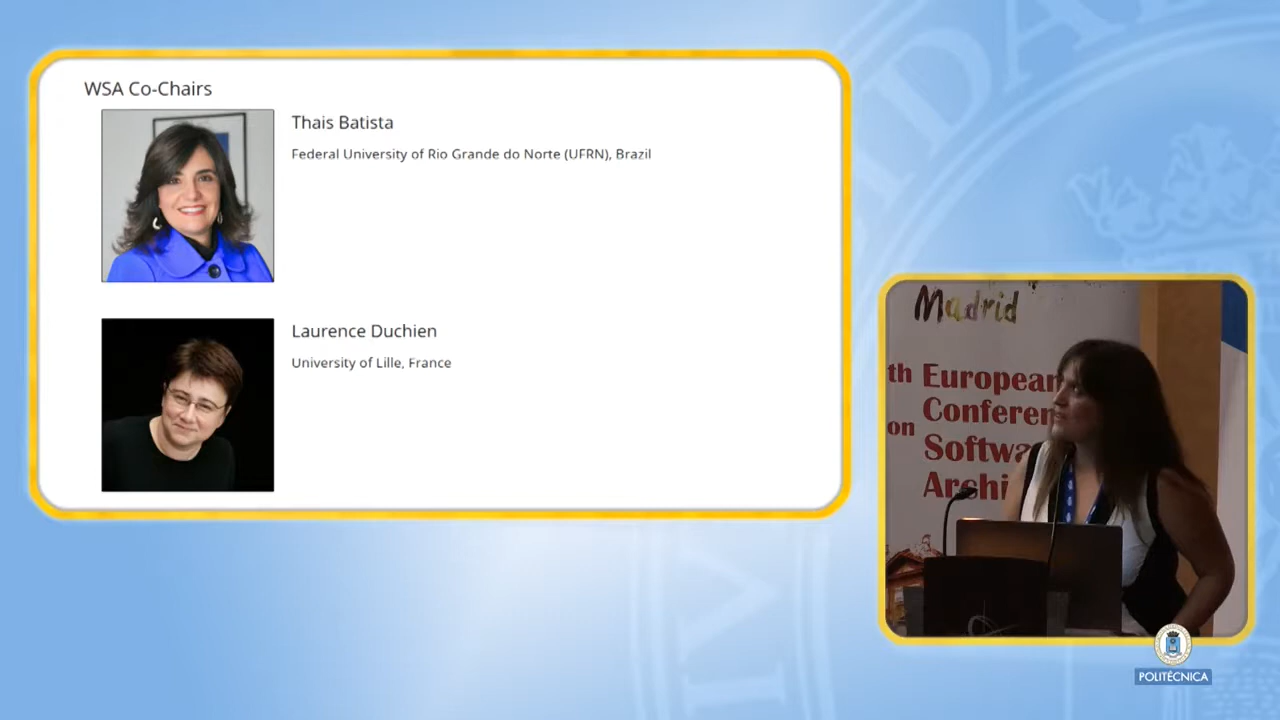 WSA Co-Chairs
Thais Batista
Federal University of Rio Grande do Norte (UFRN), Brazil
Laurence Duchien
University of Lille, France
Madrid
th European
Conferen
on
Softwa
Archi
POLITÉCNICA